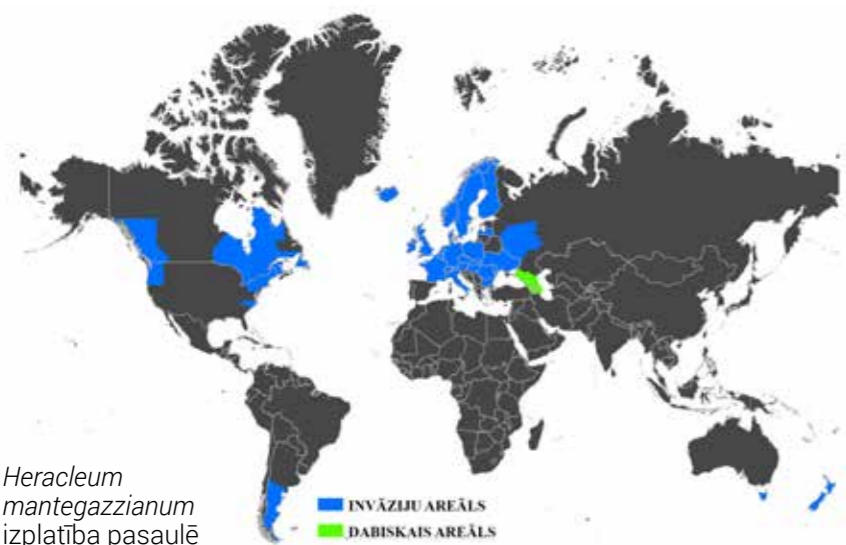 Heracleum
mantegazzianum
izplatība pasaulē
INVĀZIJU AREĀLS
DABISKAIS AREĀLS